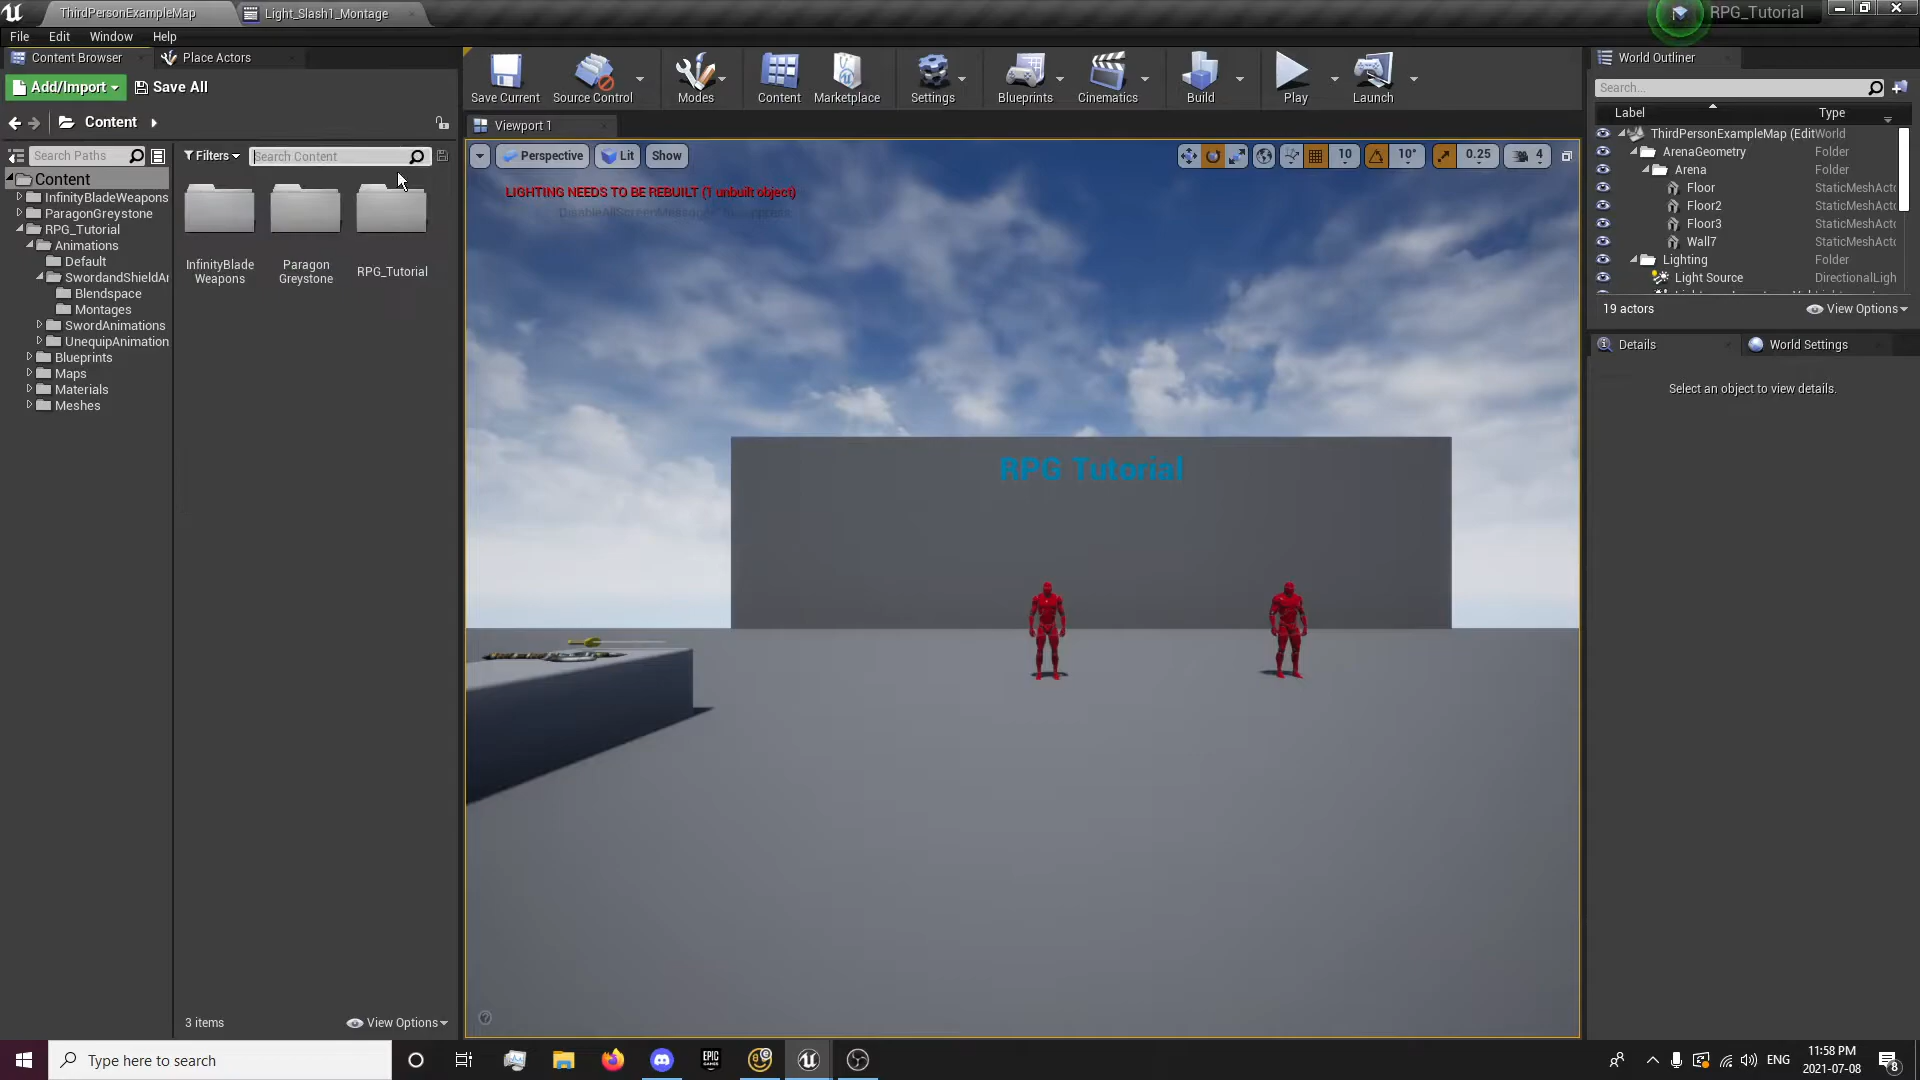 ThirdPersonExampleMap
Light_Slash1_Montage
RPG_Tutorial
File Edit Window Help
Content Browser
Place Actors
Add/Import
Save All
Content
Search Paths
Filters
Search Content
Content
InfinityBladeWeapons
ParagonGreystone
RPG_Tutorial
Animations
Default
SwordandShieldAr
Blendspace
Montages
SwordAnimations
UnequipAnimation
Blueprints
Maps
Materials
Meshes
InfinityBlade
Weapons
Paragon
Greystone
RPG_Tutorial
3 items
View Options
Save Current
Source Control
Modes
Content
Marketplace
Settings
Blueprints
Cinematics
Build
Play
Launch
Viewport 1
Perspective
Lit
Show
10
10°
0.25
4
LIGHTING NEEDS TO BE REBUILT (1 unbuilt object)
RPG Tutorial
World Outliner
Search...
Label Type
ThirdPersonExampleMap (Edit World
ArenaGeometry Folder
Arena Folder
Floor StaticMeshActo
Floor2 StaticMeshActo
Floor3 StaticMeshActo
Wall7 StaticMeshActo
Lighting Folder
Light Source DirectionalLigh
19 actors
View Options
Details
World Settings
Select an object to view details.
Type here to search
EPIC
GAMES
ENG
11:58 PM
2021-07-08
8